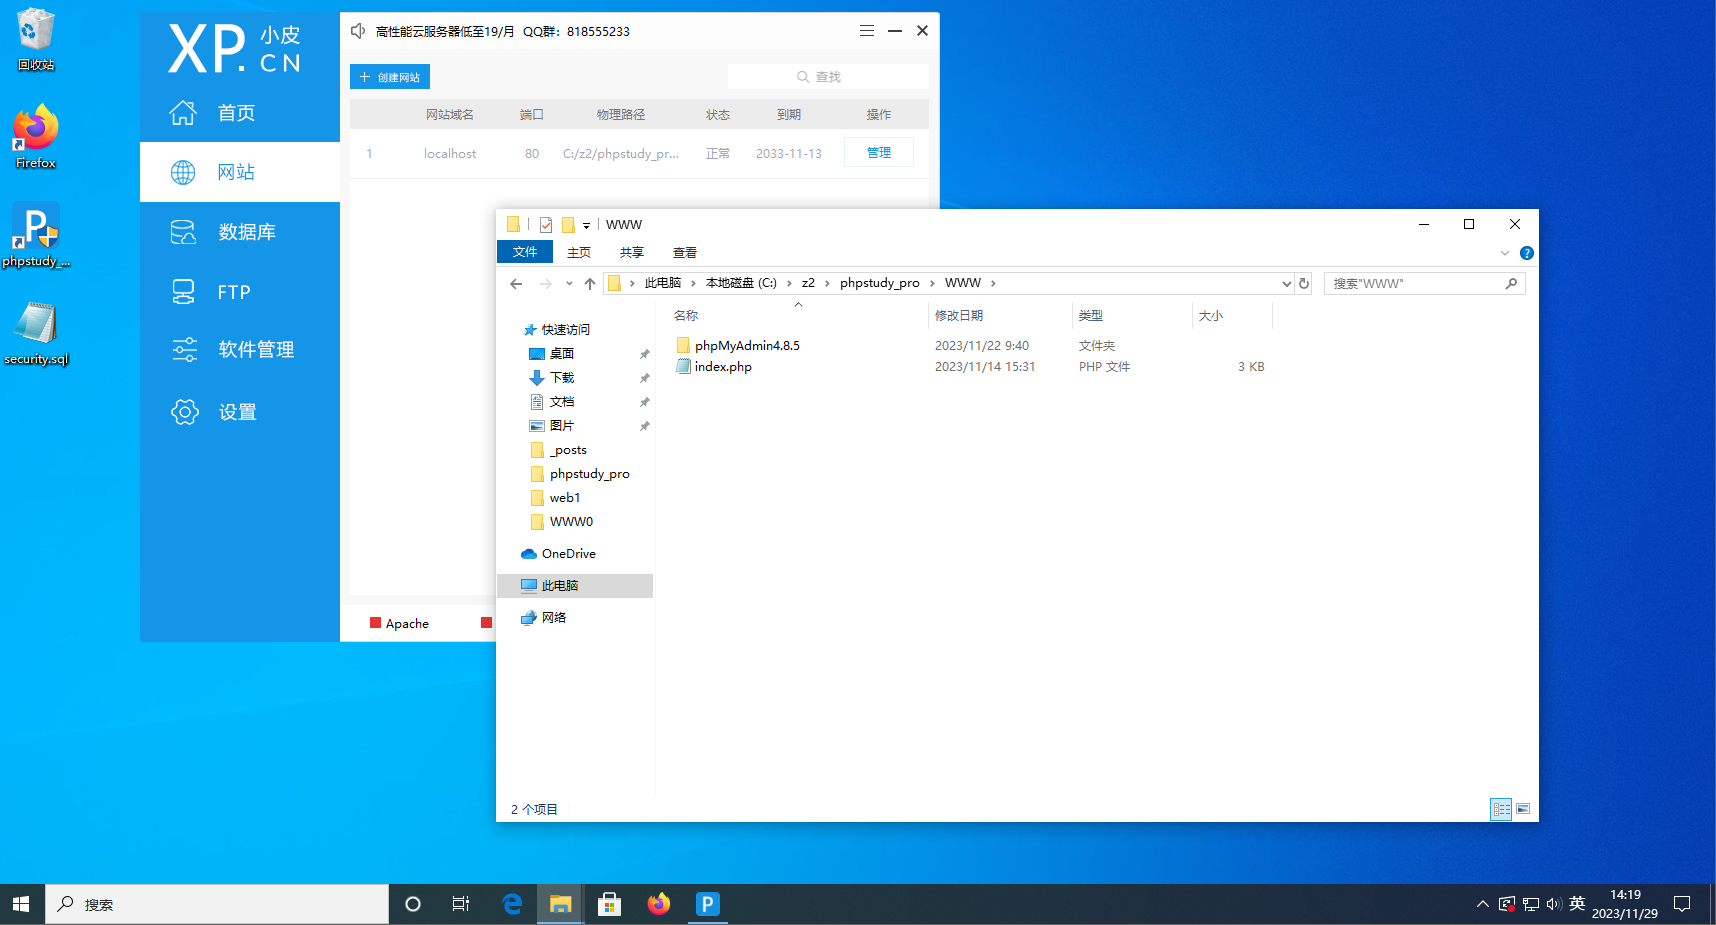 回收站
Firefox
phpstudy_...
security.sql
XP.CN 小皮
首页
网站
数据库
FTP
软件管理
设置
高性能云服务器低至19/月 QQ群：818555233
创建网站
查找
网站域名 端口 物理路径 状态 到期 操作
1 localhost 80 C:/z2/phpstudy_pr... 正常 2033-11-13 管理
Apache
WWW
文件 主页 共享 查看
此电脑 本地磁盘 (C:) z2 phpstudy_pro WWW
搜索"WWW"
名称 修改日期 类型 大小
phpMyAdmin4.8.5 2023/11/22 9:40 文件夹
index.php 2023/11/14 15:31 PHP 文件 3 KB
快速访问
桌面
下载
文档
图片
_posts
phpstudy_pro
web1
WWW0
OneDrive
此电脑
网络
2 个项目
搜索
英
14:19
2023/11/29